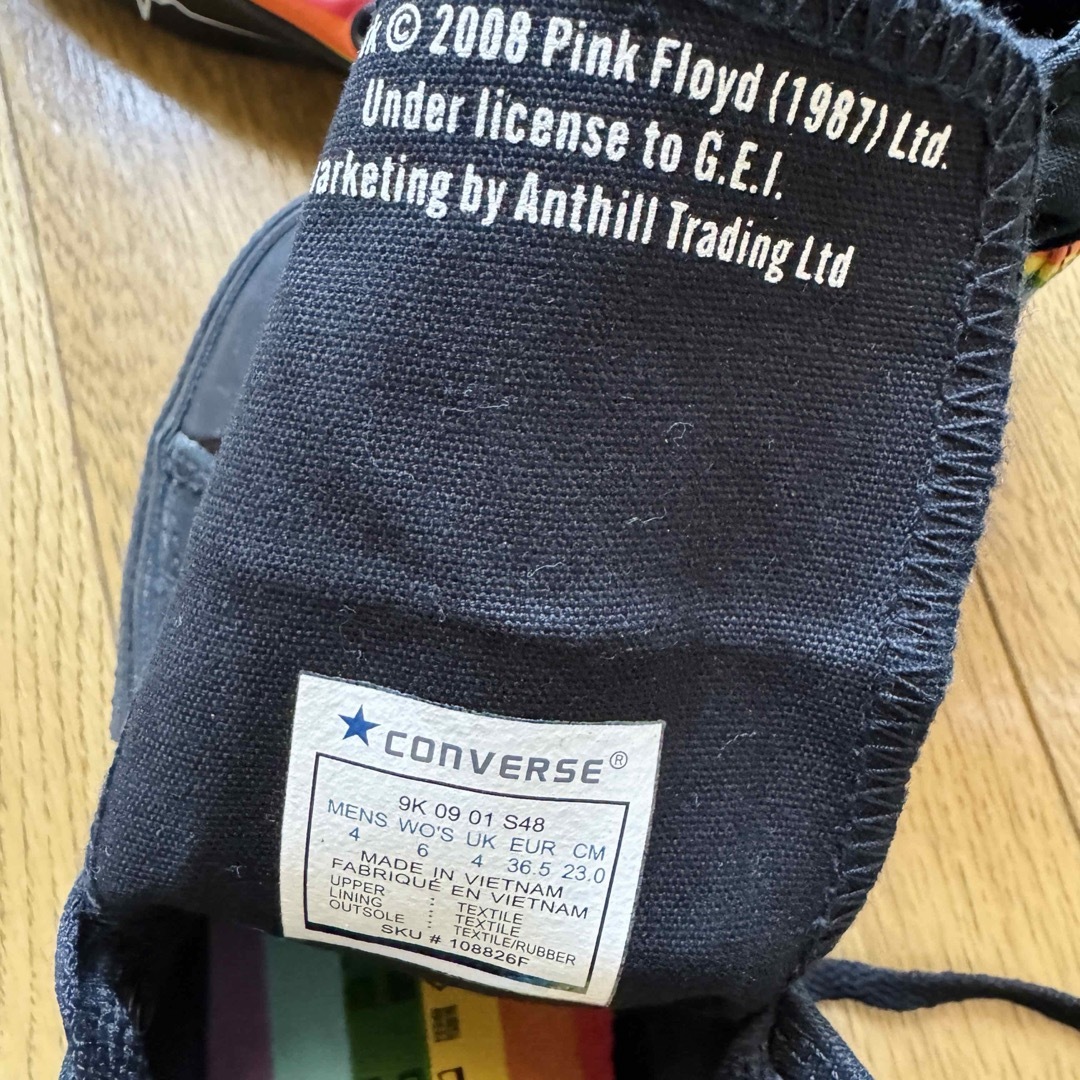 © 2008 Pink Floyd (1987) Ltd.
Under license to G.E.I.
arketing by Anthill Trading Ltd
CONVERSE®
9K 09 01 S48
MENS WO'S UK EUR CM
4 6 4 36.5 23.0
MADE IN VIETNAM
FABRIQUÉ EN VIETNAM
UPPER : TEXTILE
LINING : TEXTILE
OUTSOLE : TEXTILE/RUBBER
SKU # 108826F